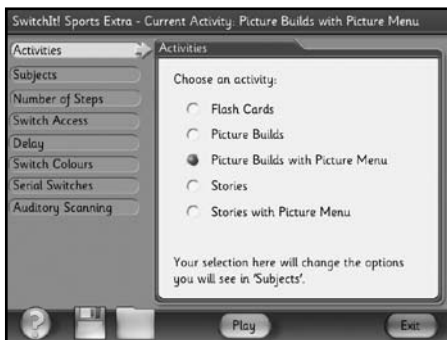 SwitchIt! Sports Extra - Current Activity: Picture Builds with Picture Menu
Activities
Subjects
Number of Steps
Switch Access
Delay
Switch Colours
Serial Switches
Auditory Scanning
Activities
Choose an activity:
Flash Cards
Picture Builds
Picture Builds with Picture Menu
Stories
Stories with Picture Menu
Your selection here will change the options
you will see in 'Subjects'.
?
Play
Exit